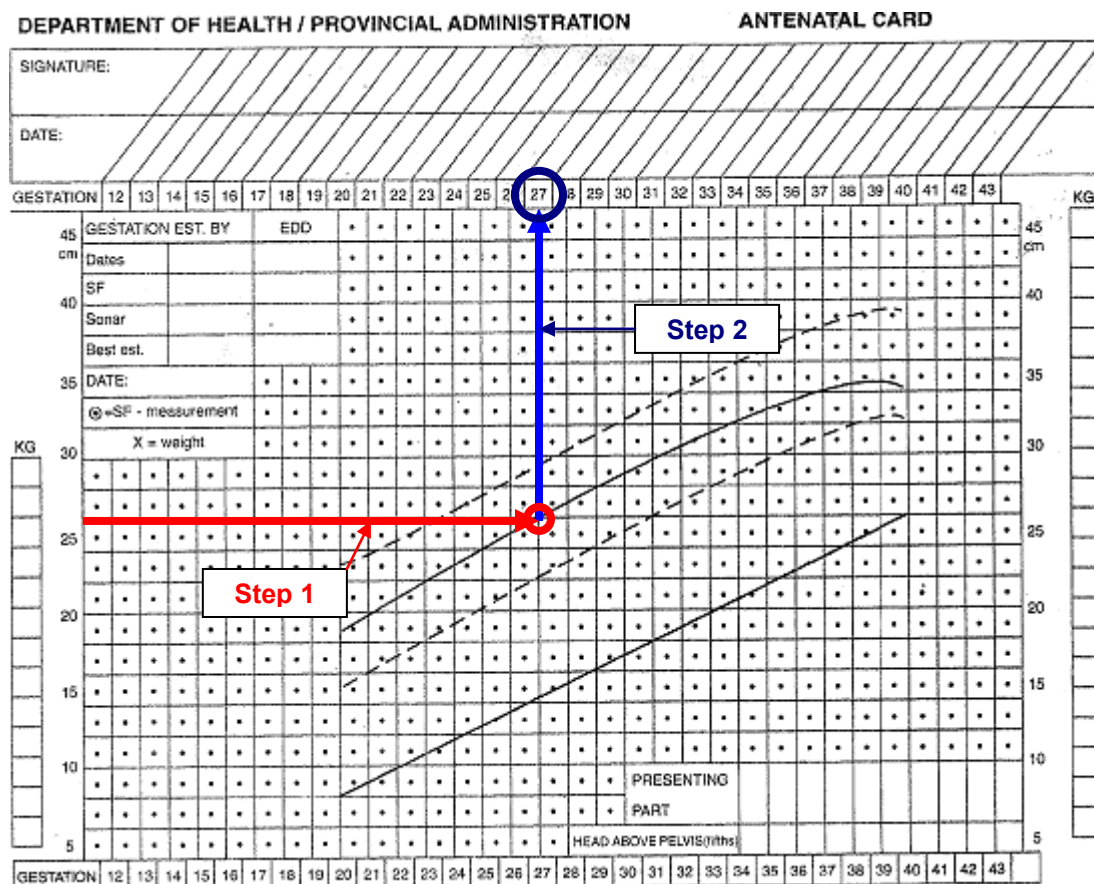 DEPARTMENT OF HEALTH / PROVINCIAL ADMINISTRATION ANTENATAL CARD
SIGNATURE:
DATE:
GESTATION 12 13 14 15 16 17 18 19 20 21 22 23 24 25 2 27 28 29 30 31 32 33 34 35 36 37 38 39 40 41 42 43 KG
45 cm GESTATION EST. BY EDD 45 cm
Dates
SF
40 40
Sonar
Step 2
Best est.
35 DATE: 35
=SF - measurement
KG X = weight
30 30
25 25
Step 1
20 20
15 15
10 10
PRESENTING
PART
5 HEAD ABOVE PELVIS(fifths) 5
GESTATION 12 13 14 15 16 17 18 19 20 21 22 23 24 25 26 27 28 29 30 31 32 33 34 35 36 37 38 39 40 41 42 43